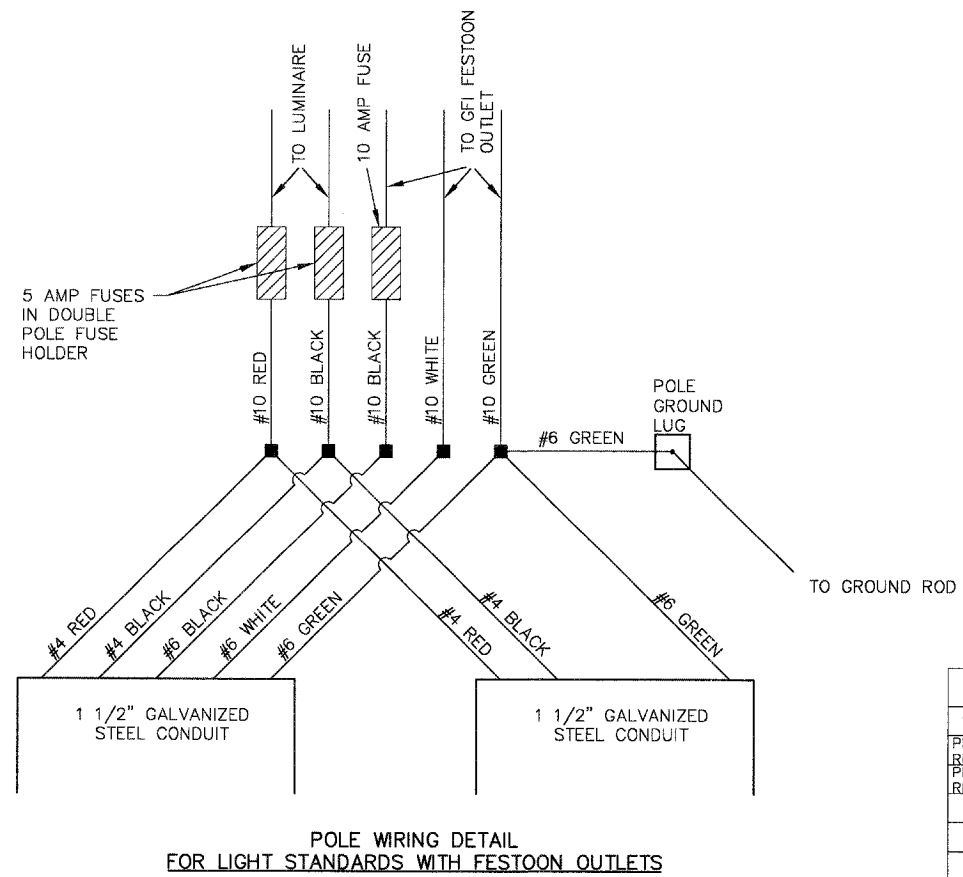 TO LUMINAIRE
10 AMP FUSE
TO GFI FESTOON
OUTLET
5 AMP FUSES
IN DOUBLE
POLE FUSE
HOLDER
#10 RED
#10 BLACK
#10 BLACK
#10 WHITE
#10 GREEN
POLE
GROUND
LUG
#6 GREEN
TO GROUND ROD
#4 RED
#4 BLACK
#6 BLACK
#6 WHITE
#6 GREEN
#4 RED
#4 BLACK
#6 GREEN
1 1/2" GALVANIZED
STEEL CONDUIT
1 1/2" GALVANIZED
STEEL CONDUIT
POLE WIRING DETAIL
FOR LIGHT STANDARDS WITH FESTOON OUTLETS